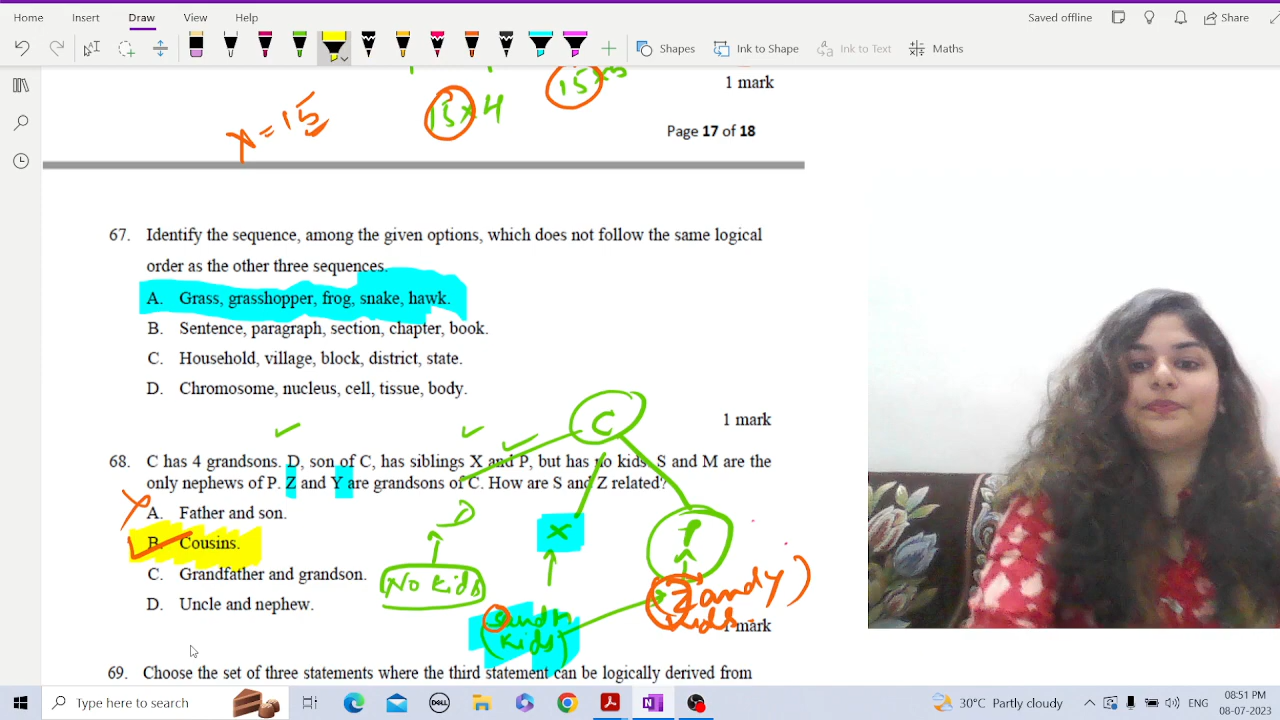 Home Insert Draw View Help Saved offline Share
Shapes Ink to Shape Ink to Text Maths
15 x 4
15
x = 15
1 mark
Page 17 of 18
67. Identify the sequence, among the given options, which does not follow the same logical
order as the other three sequences.
A. Grass, grasshopper, frog, snake, hawk.
B. Sentence, paragraph, section, chapter, book.
C. Household, village, block, district, state.
D. Chromosome, nucleus, cell, tissue, body.
1 mark
C
68. C has 4 grandsons. D, son of C, has siblings X and P, but has no kids. S and M are the
only nephews of P. Z and Y are grandsons of C. How are S and Z related?
A. Father and son.
B. Cousins.
C. Grandfather and grandson.
D. Uncle and nephew.
D
X
P
No kids
(Z and Y)
kids
(kids)
1 mark
69. Choose the set of three statements where the third statement can be logically derived from
Type here to search
DELL
30°C Partly cloudy
ENG
08:51 PM
08-07-2023